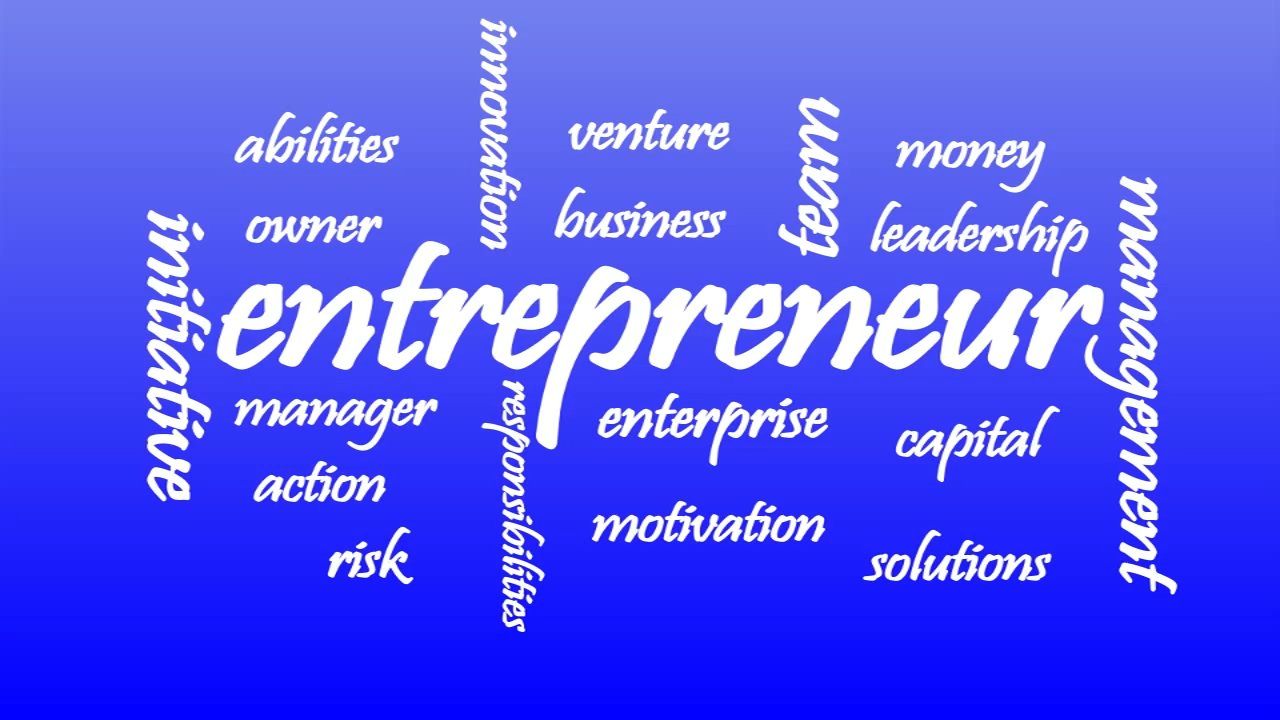 innovation
abilities
venture
team
money
owner
business
leadership
initiative
management
entrepreneur
manager
responsibilities
enterprise
capital
action
motivation
risk
solutions